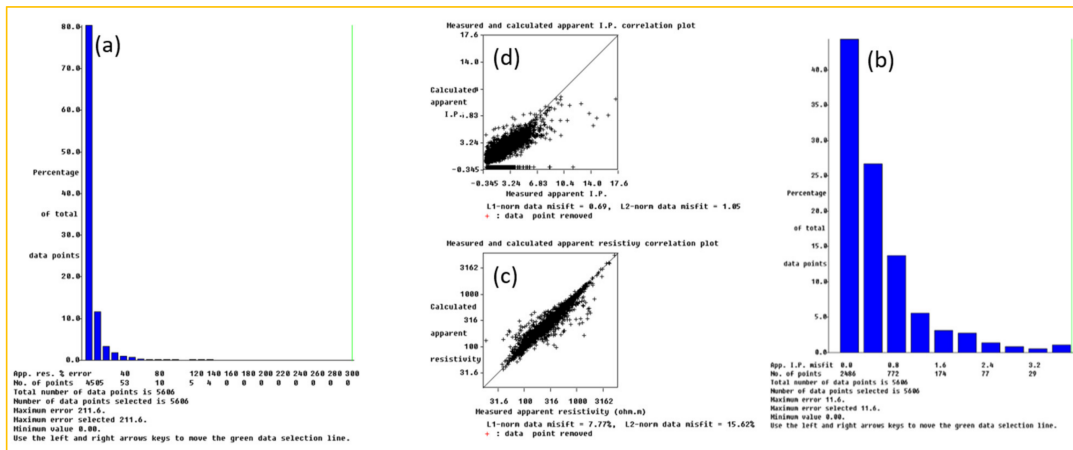 (a)
80.0
80.0
70.0
60.0
50.0
Percentage
40.0
of total
30.0
data points
20.0
10.0
0.0
App. res. % error 40 80 120 140 160 180 200 220 240 260 280 300
No. of points 4505 53 10 5 4 0 0 0 0 0 0 0 0
Total number of data points is 5606
Number of data points selected is 5606
Maximum error 211.6.
Maximum error selected 211.6.
Minimum value 0.00.
Use the left and right arrows keys to move the green data selection line.
Measured and calculated apparent I.P. correlation plot
(d)
17.6
14.0
Calculated
apparent
I.P.
6.83
3.24
-0.345
-0.345 3.24 6.83 10.4 14.0 17.6
Measured apparent I.P.
L1-norm data misift = 0.69, L2-norm data misfit = 1.05
+ : data point removed
Measured and calculated apparent resistivy correlation plot
(c)
3162
1000
Calculated
316
apparent
100
resistivity
31.6
31.6 100 316 1000 3162
Measured apparent resistivity (ohm.m)
L1-norm data misift = 7.77%, L2-norm data misfit = 15.62%
+ : data point removed
(b)
40.0
35.0
30.0
25.0
Percentage
20.0
of total
15.0
data points
10.0
5.0
0.0
App. I.P. misfit 0.0 0.8 1.6 2.4 3.2
No. of points 2486 772 174 77 29
Total number of data points is 5606
Number of data points selected is 5606
Maximum error 11.6.
Maximum error selected 11.6.
Use the left and right arrows keys to move the green data selection line.